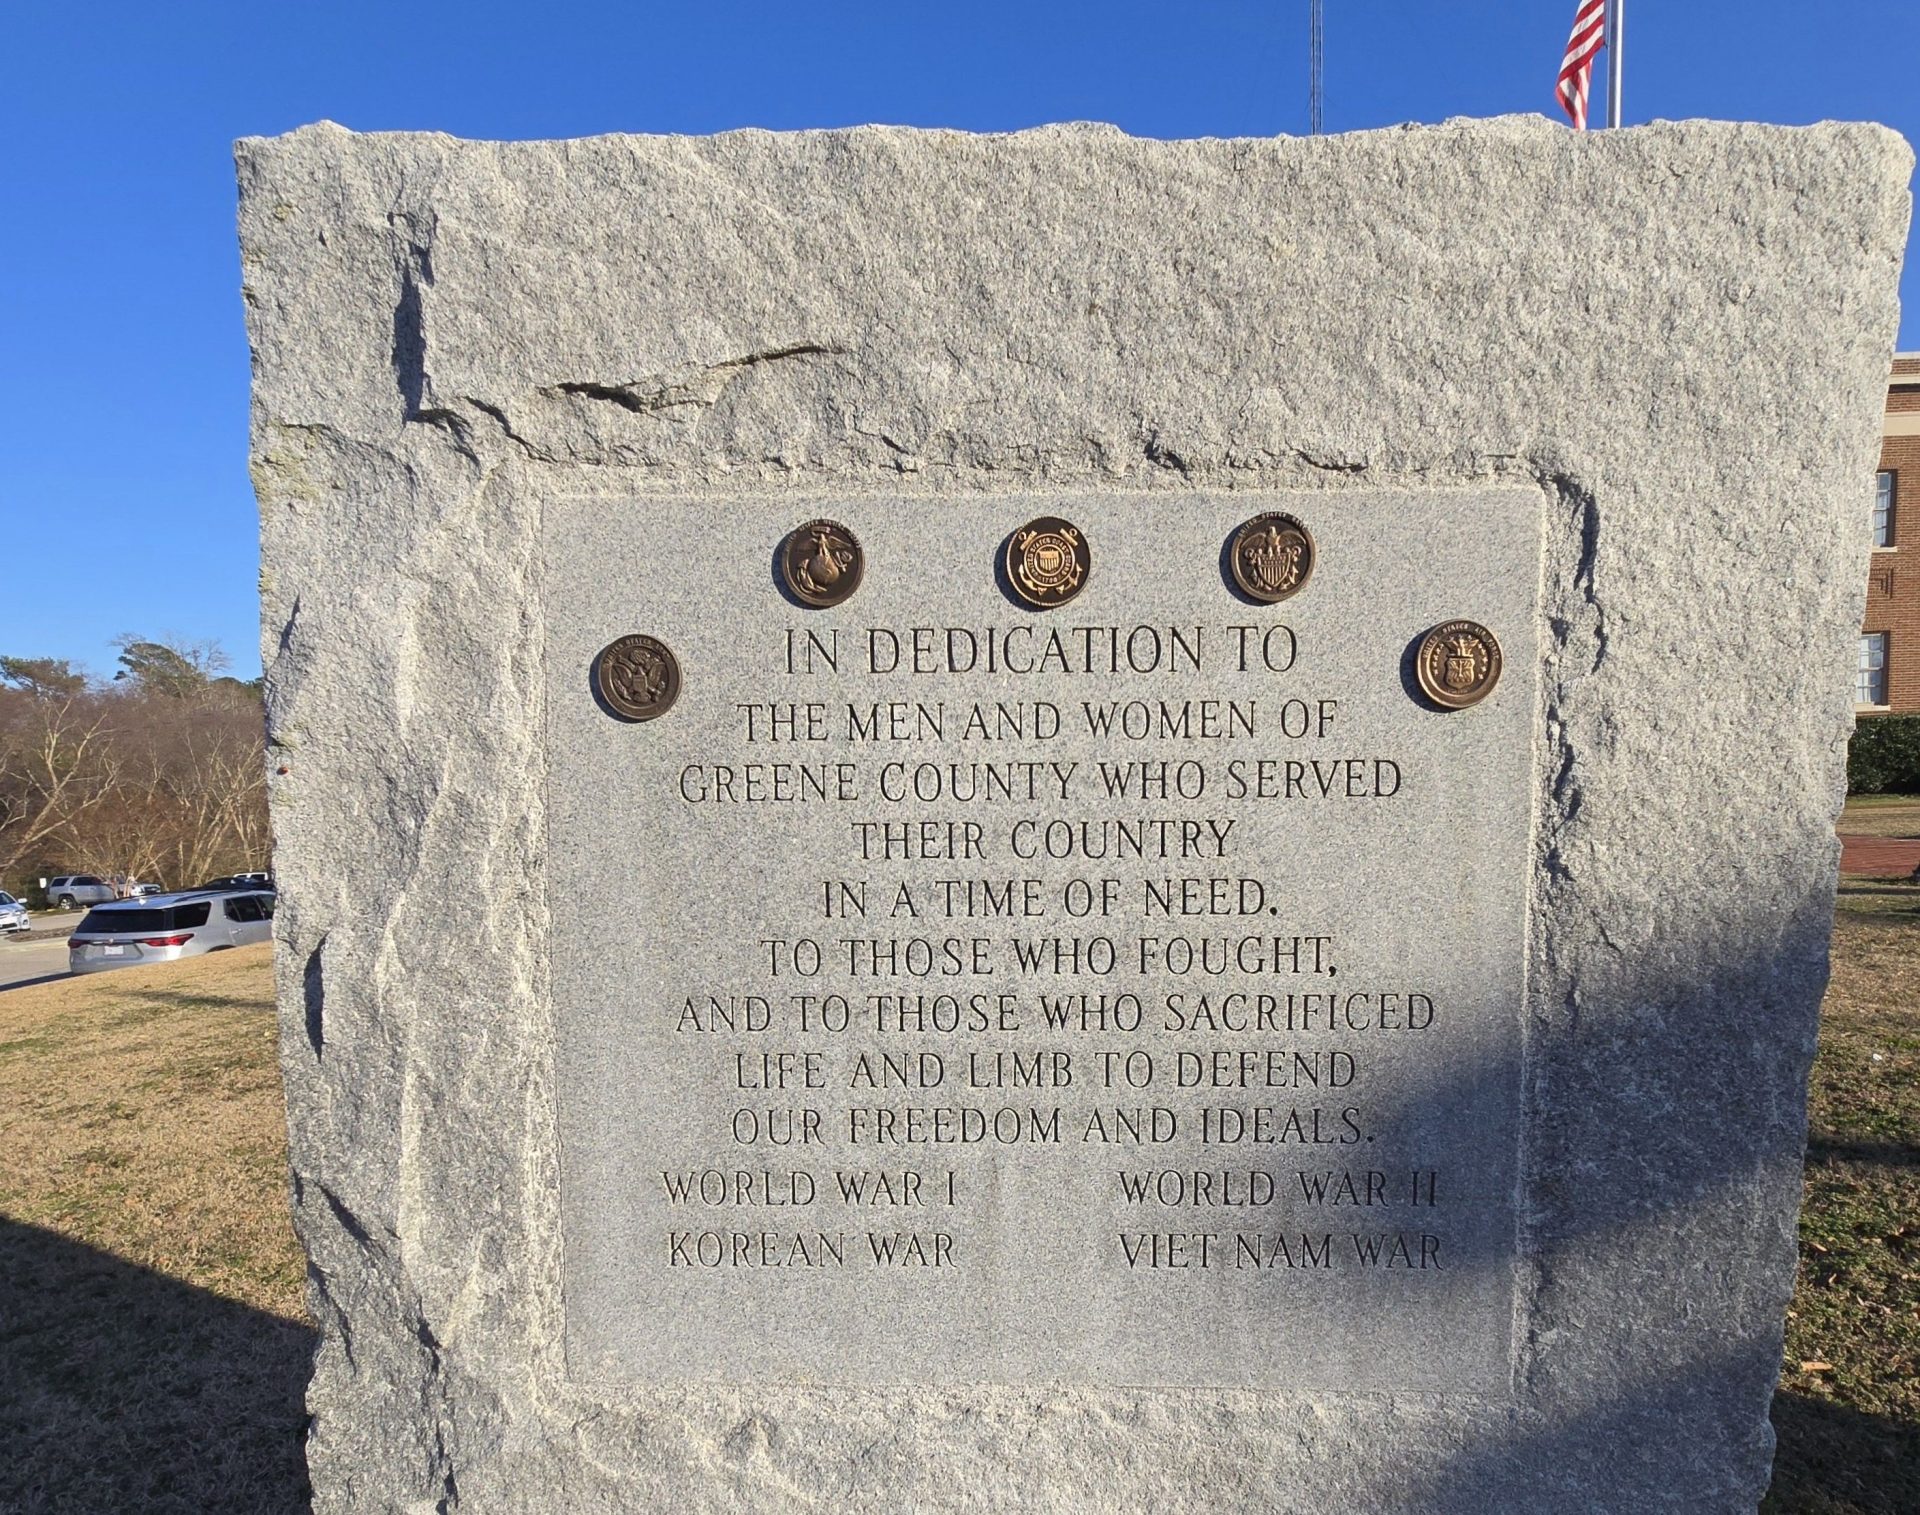 IN DEDICATION TO
THE MEN AND WOMEN OF
GREENE COUNTY WHO SERVED
THEIR COUNTRY
IN A TIME OF NEED.
TO THOSE WHO FOUGHT,
AND TO THOSE WHO SACRIFICED
LIFE AND LIMB TO DEFEND
OUR FREEDOM AND IDEALS.
WORLD WAR I WORLD WAR II
KOREAN WAR VIET NAM WAR